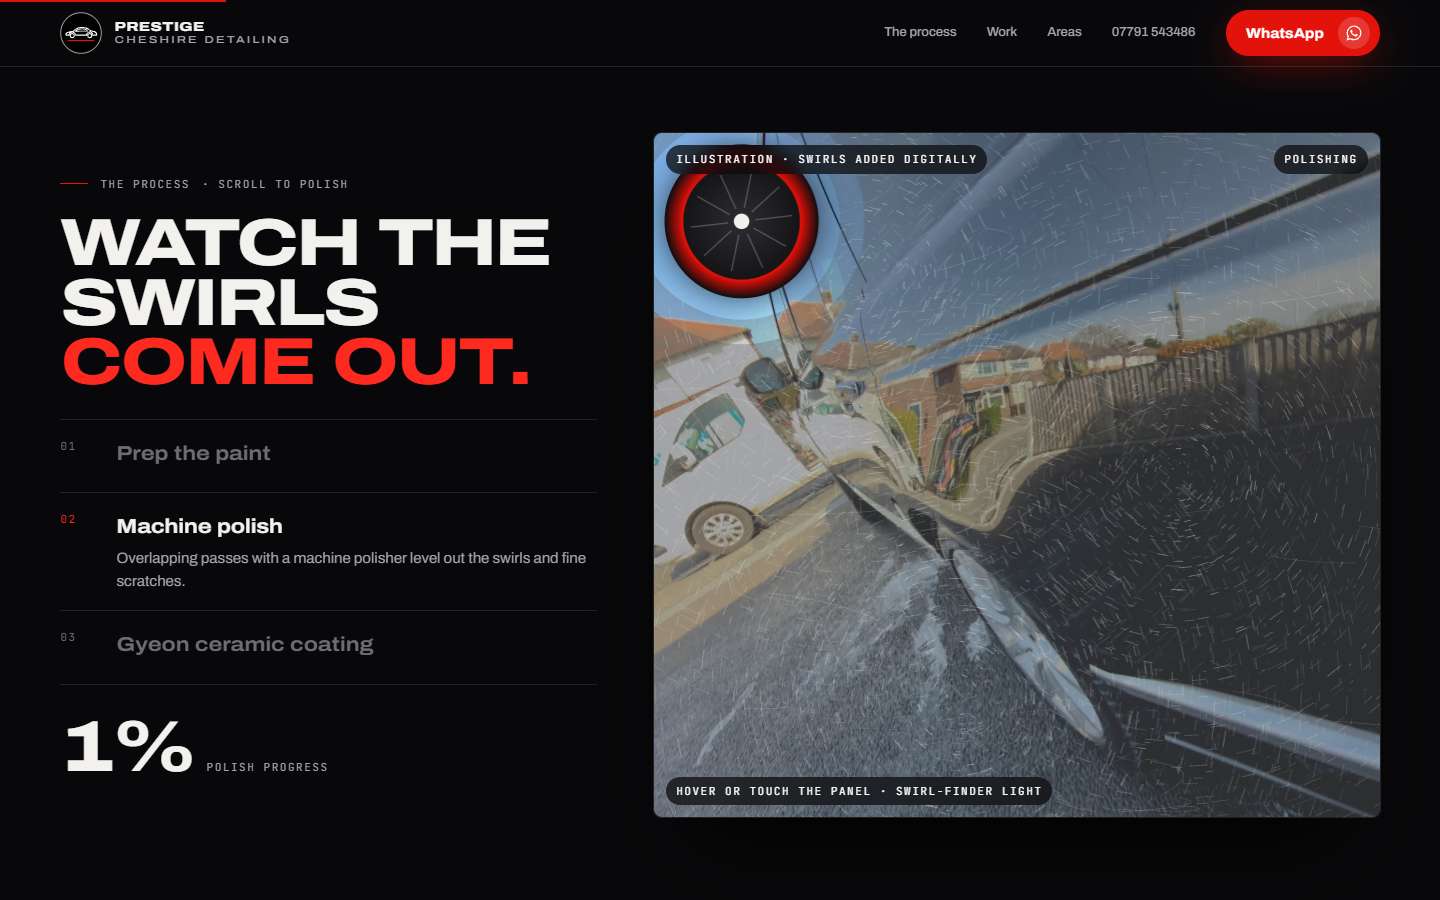 PRESTIGE
CHESHIRE DETAILING
The process
Work
Areas
07791 543486
WhatsApp
THE PROCESS · SCROLL TO POLISH
WATCH THE
SWIRLS
COME OUT.
01
Prep the paint
02
Machine polish
Overlapping passes with a machine polisher level out the swirls and fine
scratches.
03
Gyeon ceramic coating
1%
POLISH PROGRESS
ILLUSTRATION · SWIRLS ADDED DIGITALLY
POLISHING
HOVER OR TOUCH THE PANEL · SWIRL-FINDER LIGHT